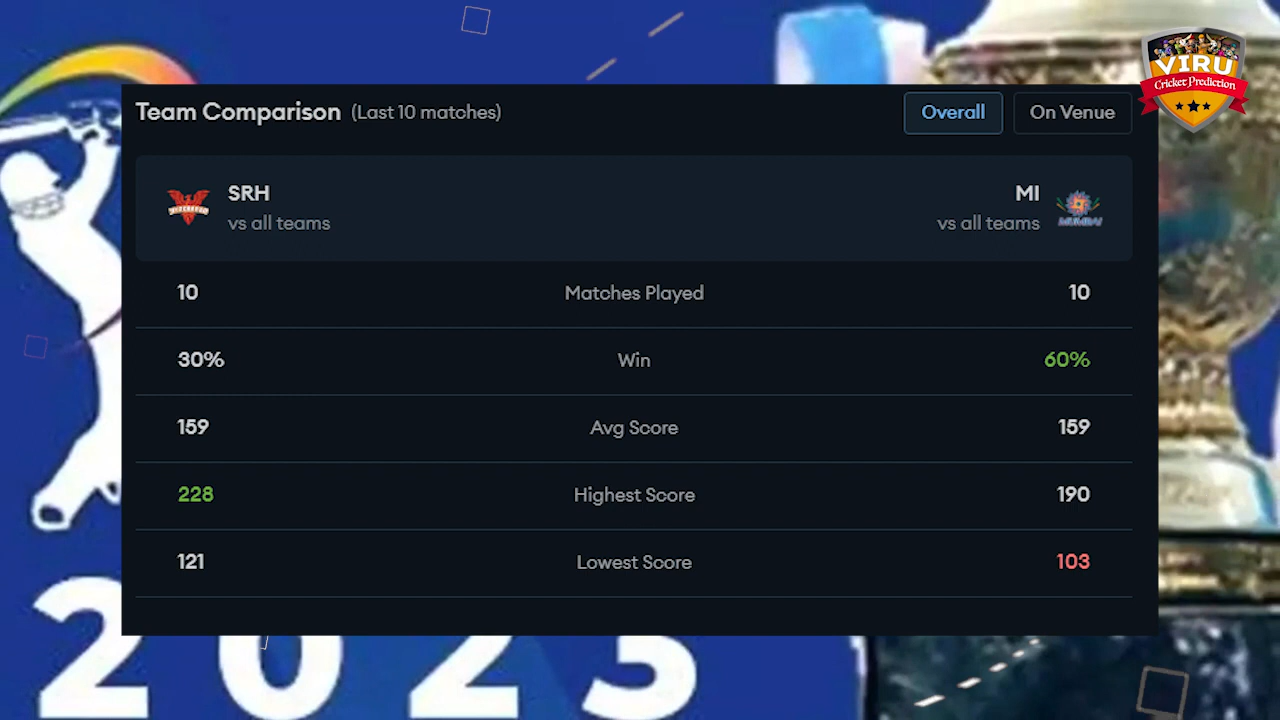 VIRU
Cricket Prediction
Team Comparison (Last 10 matches)
Overall
On Venue
SRH
vs all teams
MI
vs all teams
MUMBAI
10 Matches Played 10
30% Win 60%
159 Avg Score 159
228 Highest Score 190
121 Lowest Score 103
2023